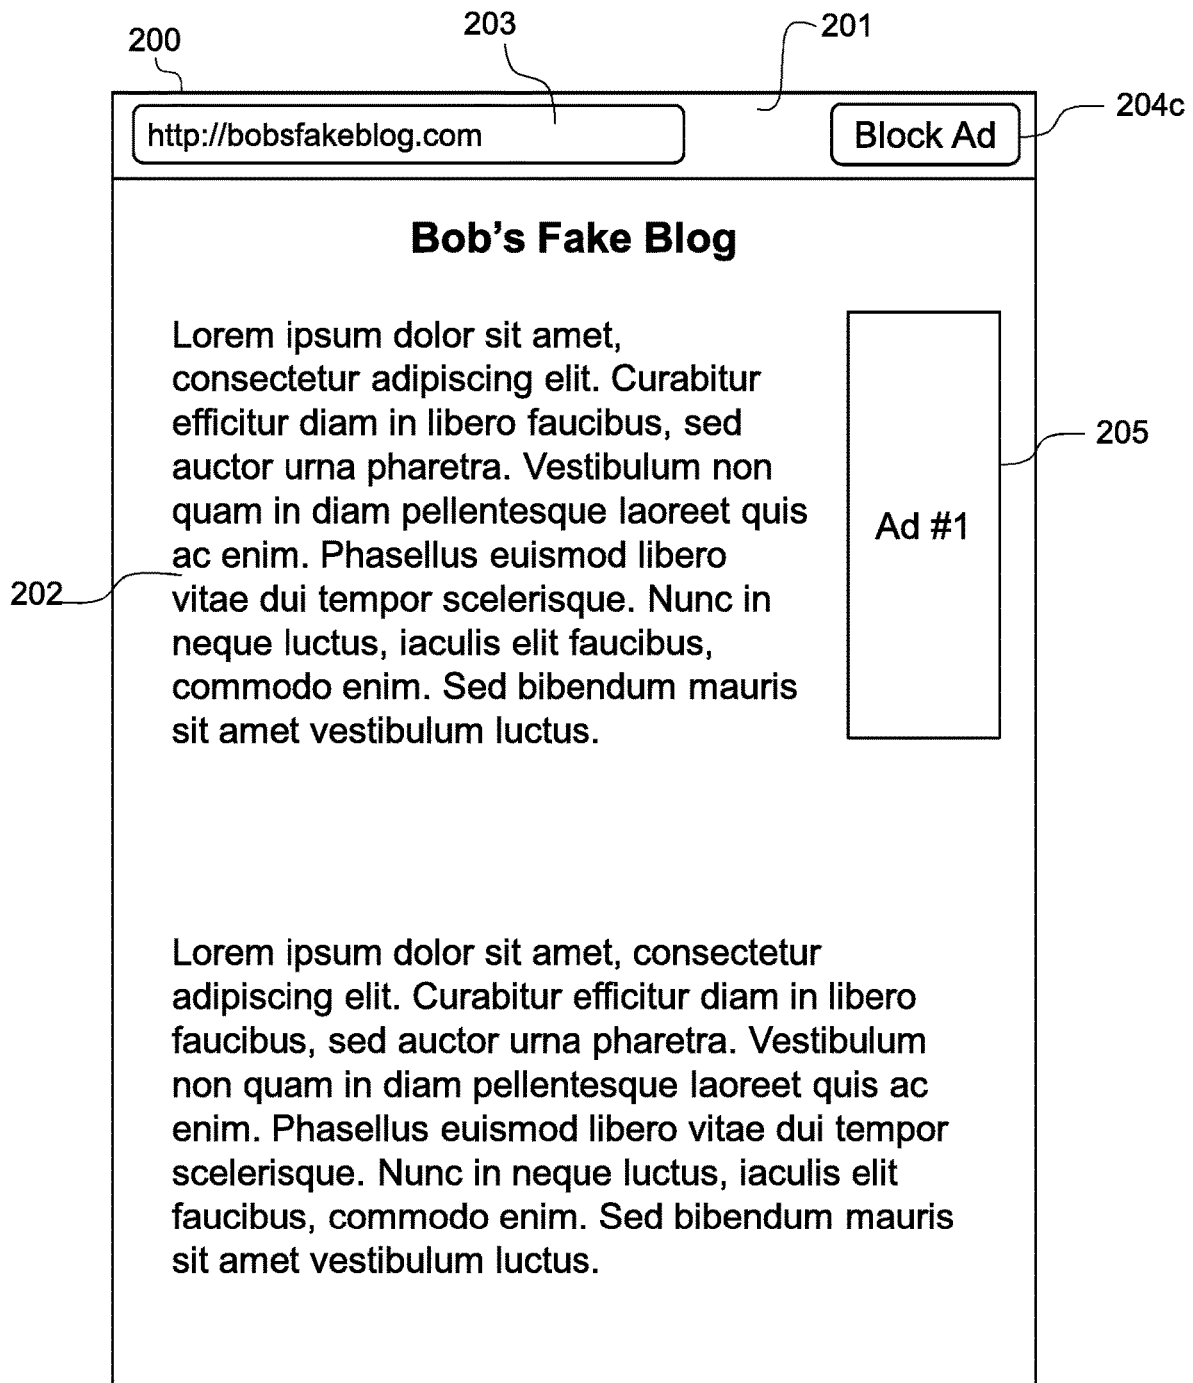 200
203
201
http://bobsfakeblog.com
Block Ad
204c
Bob’s Fake Blog
Lorem ipsum dolor sit amet,
consectetur adipiscing elit. Curabitur
efficitur diam in libero faucibus, sed
auctor urna pharetra. Vestibulum non
quam in diam pellentesque laoreet quis
ac enim. Phasellus euismod libero
vitae dui tempor scelerisque. Nunc in
neque luctus, iaculis elit faucibus,
commodo enim. Sed bibendum mauris
sit amet vestibulum luctus.
205
Ad #1
202
Lorem ipsum dolor sit amet, consectetur
adipiscing elit. Curabitur efficitur diam in libero
faucibus, sed auctor urna pharetra. Vestibulum
non quam in diam pellentesque laoreet quis ac
enim. Phasellus euismod libero vitae dui tempor
scelerisque. Nunc in neque luctus, iaculis elit
faucibus, commodo enim. Sed bibendum mauris
sit amet vestibulum luctus.